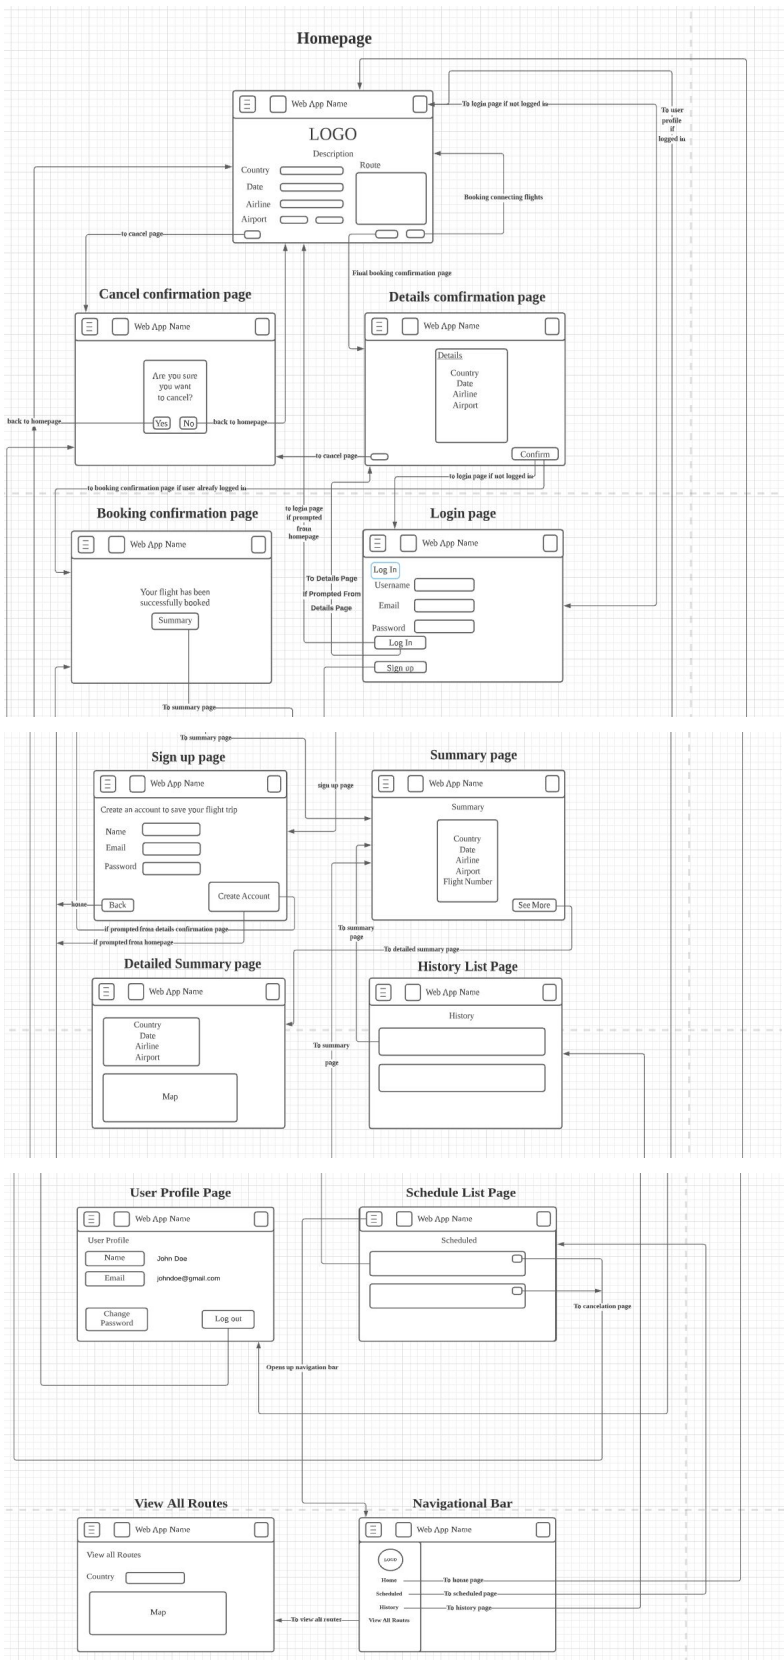 Homepage
Web App Name
To login page if not logged in
To user
profile
if
logged in
LOGO
Description
Country
Route
Date
Airline
Airport
Booking connecting flights
to cancel page
Final booking comfirmation page
Cancel confirmation page
Details comfirmation page
Web App Name
Web App Name
Are you sure
you want
to cancel?
Yes
No
back to homepage
back to homepage
Details
Country
Date
Airline
Airport
Confirm
to cancel page
to login page if not logged in
to booking confirmation page if user already logged in
Booking confirmation page
to login page
if prompted
from
homepage
Login page
Web App Name
Web App Name
Your flight has been
successfully booked
Summary
To Details Page
if Prompted From
Details Page
Log In
Username
Email
Password
Log In
Sign up
To summary page
To summary page
Sign up page
Summary page
Web App Name
Web App Name
sign up page
Create an account to save your flight trip
Name
Email
Password
Create Account
Back
house
if prompted from details confirmation page
if prompted from homepage
Summary
Country
Date
Airline
Airport
Flight Number
See More
To summary
page
To detailed summary page
Detailed Summary page
History List Page
Web App Name
Web App Name
Country
Date
Airline
Airport
Map
History
To summary
page
User Profile Page
Schedule List Page
Web App Name
Web App Name
User Profile
Name
John Doe
Email
johndoe@gmail.com
Change
Password
Log out
Scheduled
To cancelation page
Opens up navigation bar
View All Routes
Navigational Bar
Web App Name
Web App Name
View all Routes
Country
Map
LOGO
Home
To home page
Scheduled
To scheduled page
History
To history page
View All Routes
To view all routes